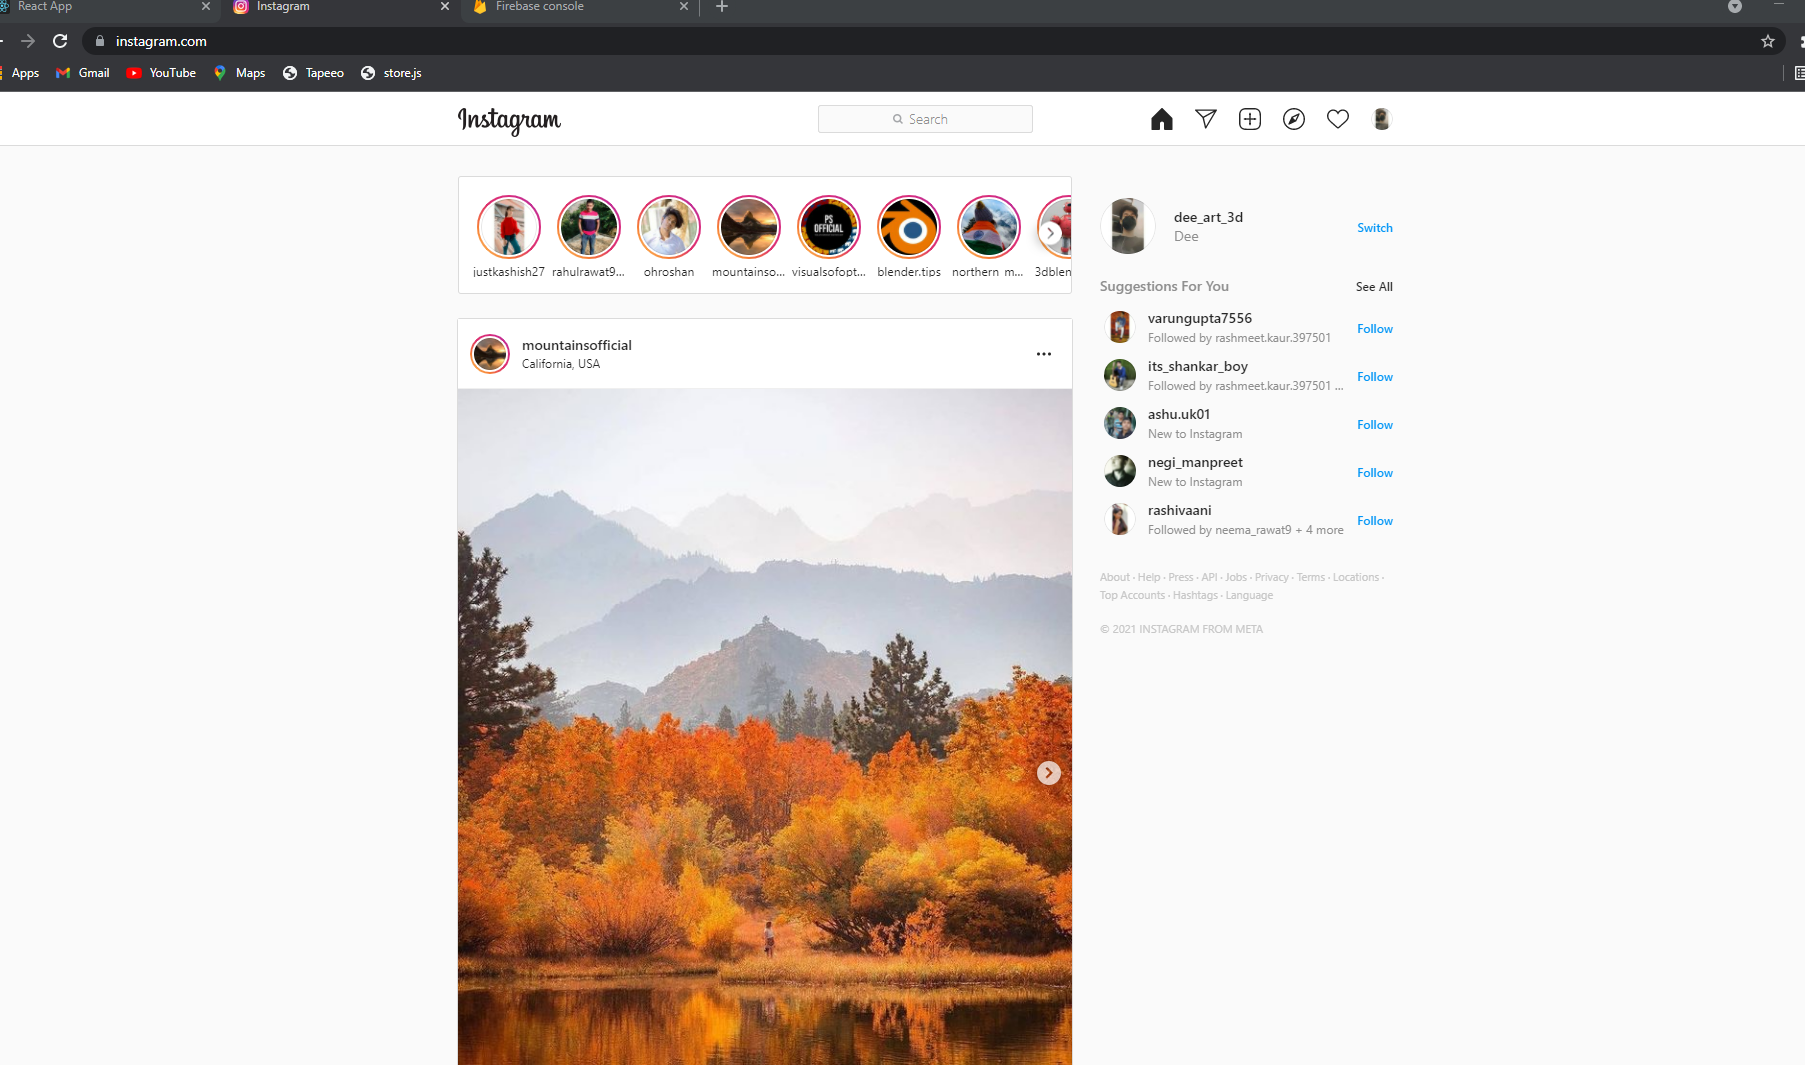 React App
Instagram
Firebase console
instagram.com
Apps
Gmail
YouTube
Maps
Tapeeo
store.js
Instagram
Search
justkashish27
rahulrawat9...
ohroshan
mountainso...
PS
OFFICIAL
visualsofopt...
blender.tips
northern_m...
3dblen
mountainsofficial
California, USA
dee_art_3d
Dee
Switch
Suggestions For You
See All
varungupta7556
Followed by rashmeet.kaur.397501
Follow
its_shankar_boy
Followed by rashmeet.kaur.397501 ...
Follow
ashu.uk01
New to Instagram
Follow
negi_manpreet
New to Instagram
Follow
rashivaani
Followed by neema_rawat9 + 4 more
Follow
About · Help · Press · API · Jobs · Privacy · Terms · Locations ·
Top Accounts · Hashtags · Language
© 2021 INSTAGRAM FROM META